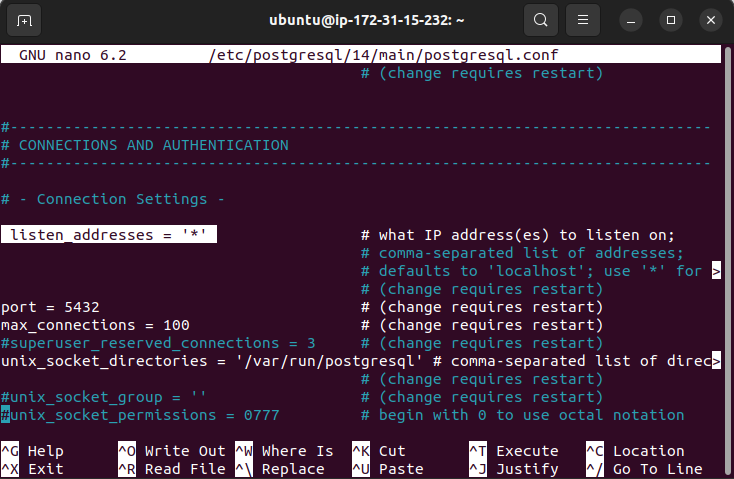 ubuntu@ip-172-31-15-232: ~
GNU nano 6.2 /etc/postgresql/14/main/postgresql.conf
# (change requires restart)
#------------------------------------------------------------------------------
# CONNECTIONS AND AUTHENTICATION
#------------------------------------------------------------------------------
# - Connection Settings -
listen_addresses = '*' # what IP address(es) to listen on;
# comma-separated list of addresses;
# defaults to 'localhost'; use '*' for >
# (change requires restart)
port = 5432 # (change requires restart)
max_connections = 100 # (change requires restart)
#superuser_reserved_connections = 3 # (change requires restart)
unix_socket_directories = '/var/run/postgresql' # comma-separated list of direc>
# (change requires restart)
#unix_socket_group = '' # (change requires restart)
#unix_socket_permissions = 0777 # begin with 0 to use octal notation
^G Help ^O Write Out ^W Where Is ^K Cut ^T Execute ^C Location
^X Exit ^R Read File ^\ Replace ^U Paste ^J Justify ^/ Go To Line